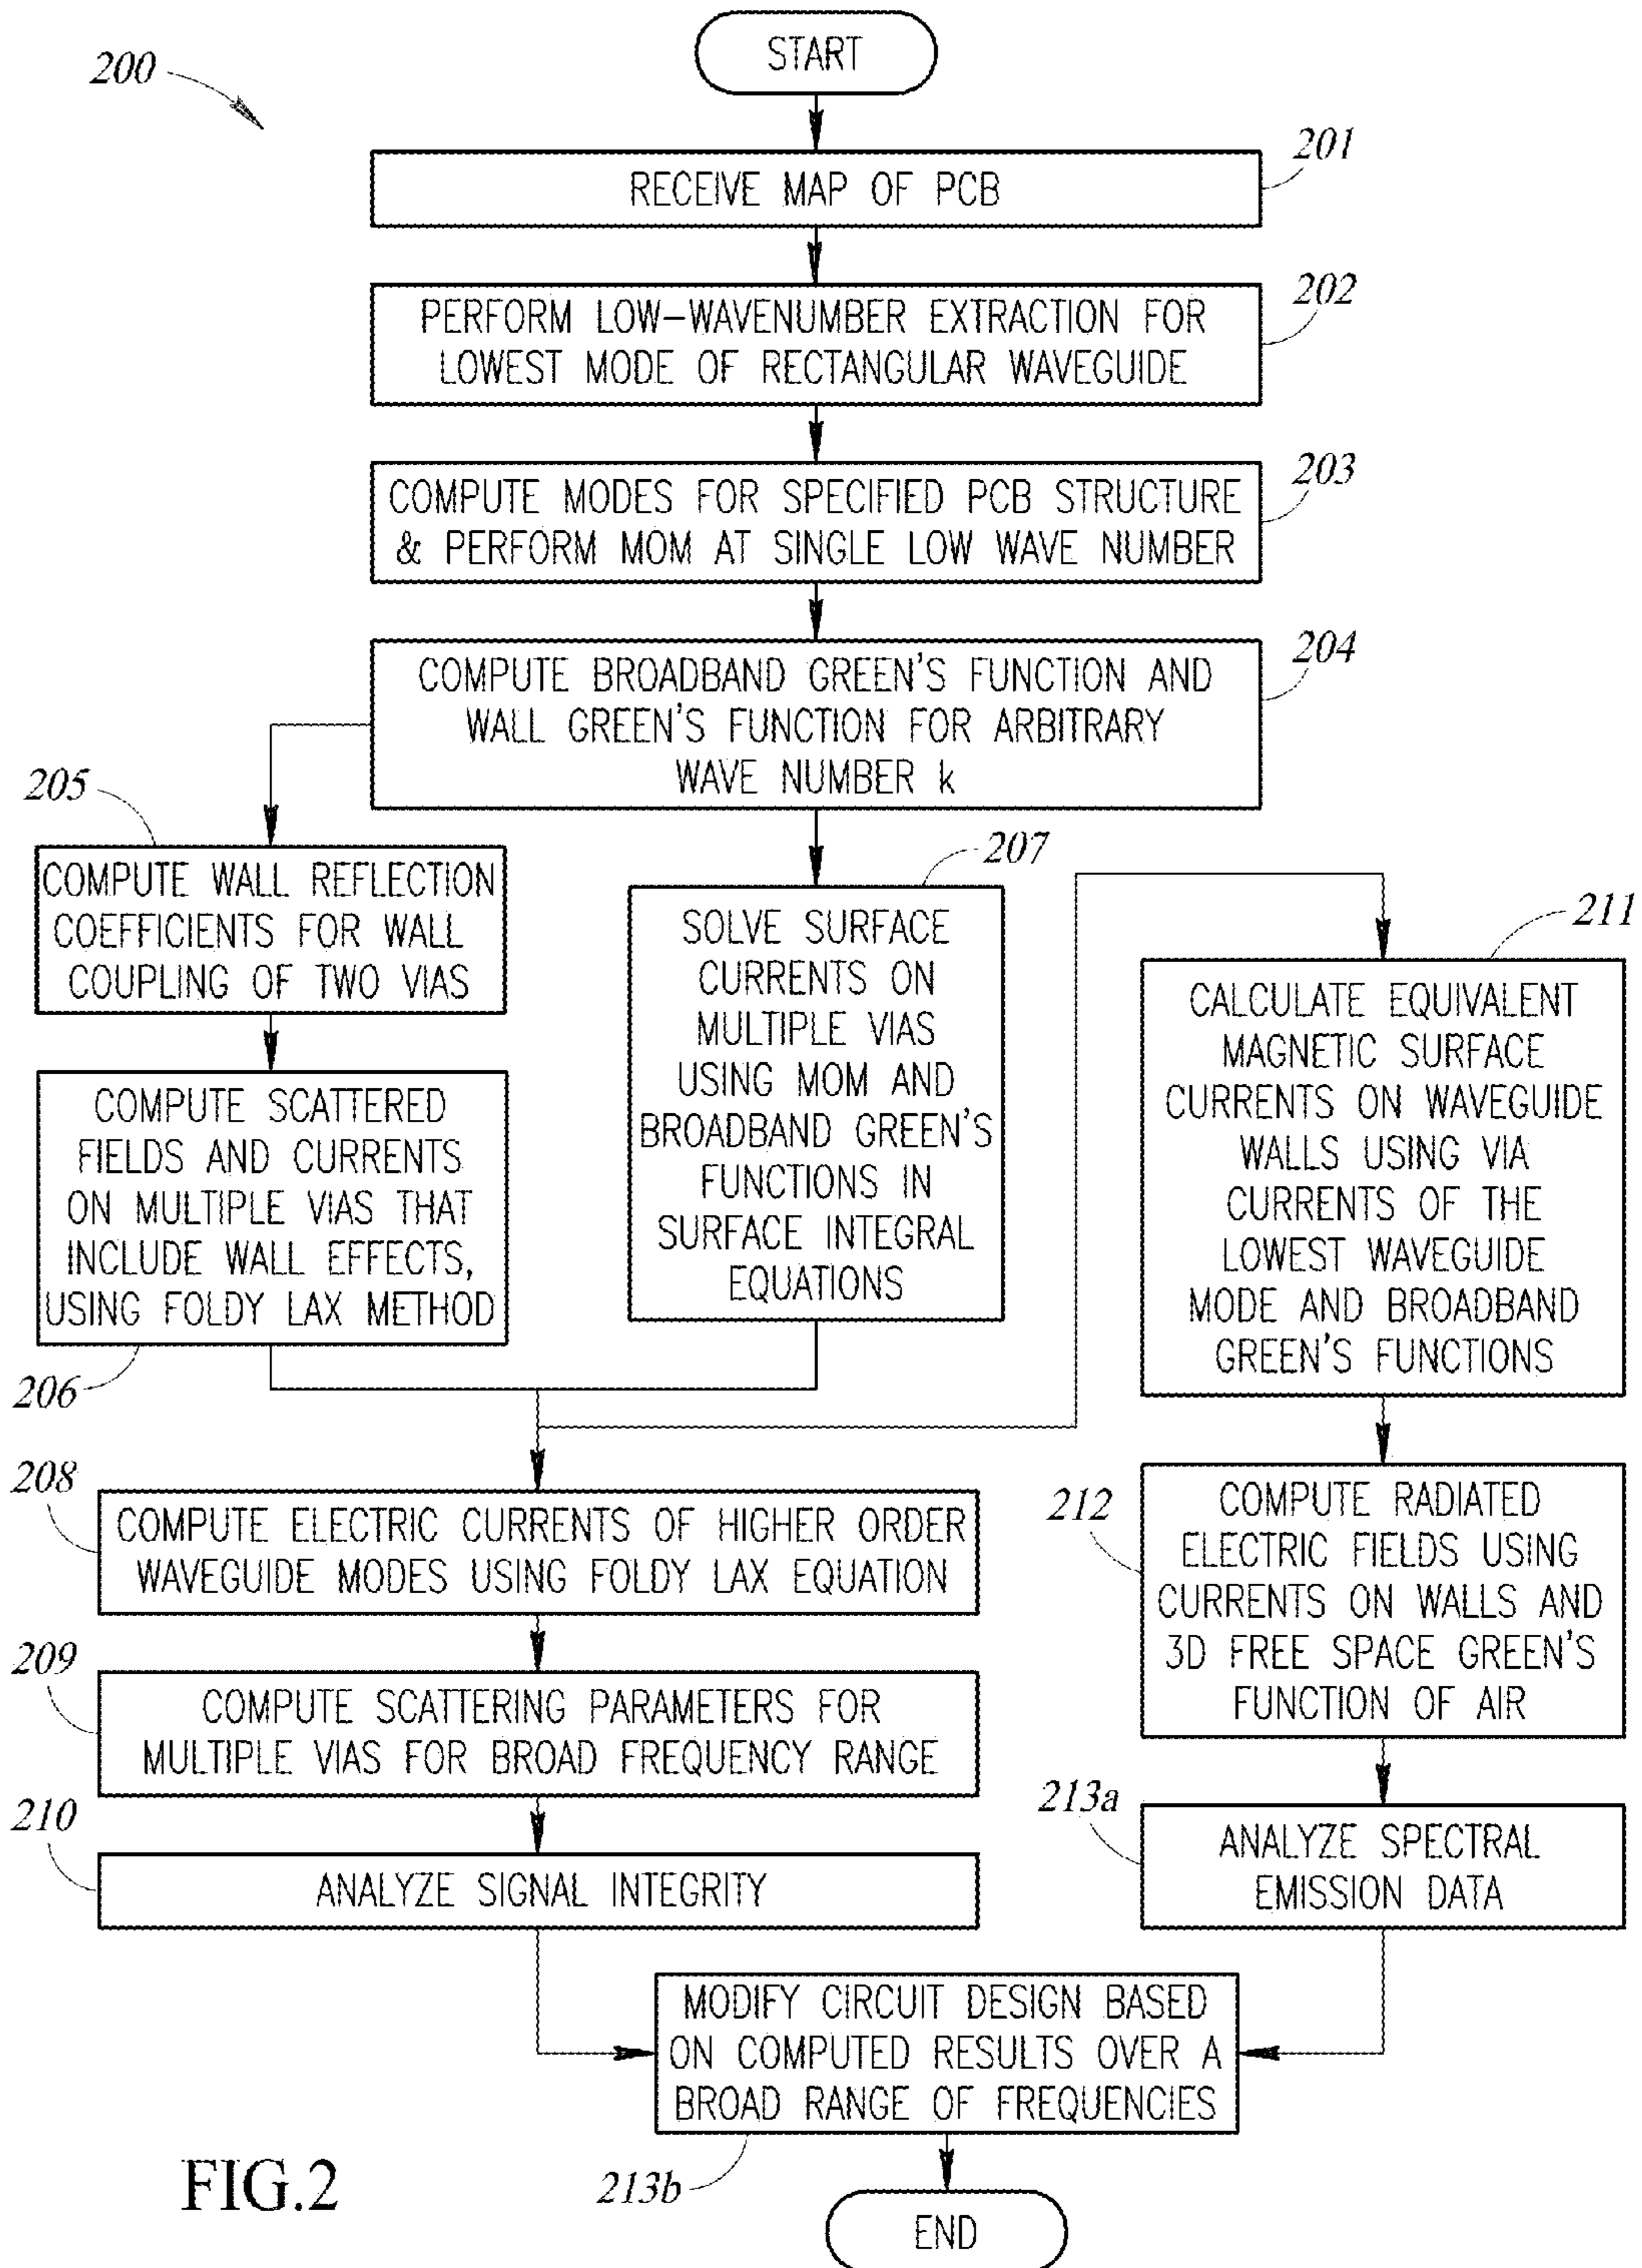 START
200
201
RECEIVE MAP OF PCB
202
PERFORM LOW-WAVENUMBER EXTRACTION FOR
LOWEST MODE OF RECTANGULAR WAVEGUIDE
203
COMPUTE MODES FOR SPECIFIED PCB STRUCTURE
& PERFORM MOM AT SINGLE LOW WAVE NUMBER
204
COMPUTE BROADBAND GREEN'S FUNCTION AND
WALL GREEN'S FUNCTION FOR ARBITRARY
WAVE NUMBER k
205
COMPUTE WALL REFLECTION
COEFFICIENTS FOR WALL
COUPLING OF TWO VIAS
COMPUTE SCATTERED
FIELDS AND CURRENTS
ON MULTIPLE VIAS THAT
INCLUDE WALL EFFECTS,
USING FOLDY LAX METHOD
206
207
SOLVE SURFACE
CURRENTS ON
MULTIPLE VIAS
USING MOM AND
BROADBAND GREEN'S
FUNCTIONS IN
SURFACE INTEGRAL
EQUATIONS
211
CALCULATE EQUIVALENT
MAGNETIC SURFACE
CURRENTS ON WAVEGUIDE
WALLS USING VIA
CURRENTS OF THE
LOWEST WAVEGUIDE
MODE AND BROADBAND
GREEN'S FUNCTIONS
208
COMPUTE ELECTRIC CURRENTS OF HIGHER ORDER
WAVEGUIDE MODES USING FOLDY LAX EQUATION
209
COMPUTE SCATTERING PARAMETERS FOR
MULTIPLE VIAS FOR BROAD FREQUENCY RANGE
210
ANALYZE SIGNAL INTEGRITY
212
COMPUTE RADIATED
ELECTRIC FIELDS USING
CURRENTS ON WALLS AND
3D FREE SPACE GREEN'S
FUNCTION OF AIR
213a
ANALYZE SPECTRAL
EMISSION DATA
MODIFY CIRCUIT DESIGN BASED
ON COMPUTED RESULTS OVER A
BROAD RANGE OF FREQUENCIES
213b
END
FIG.2